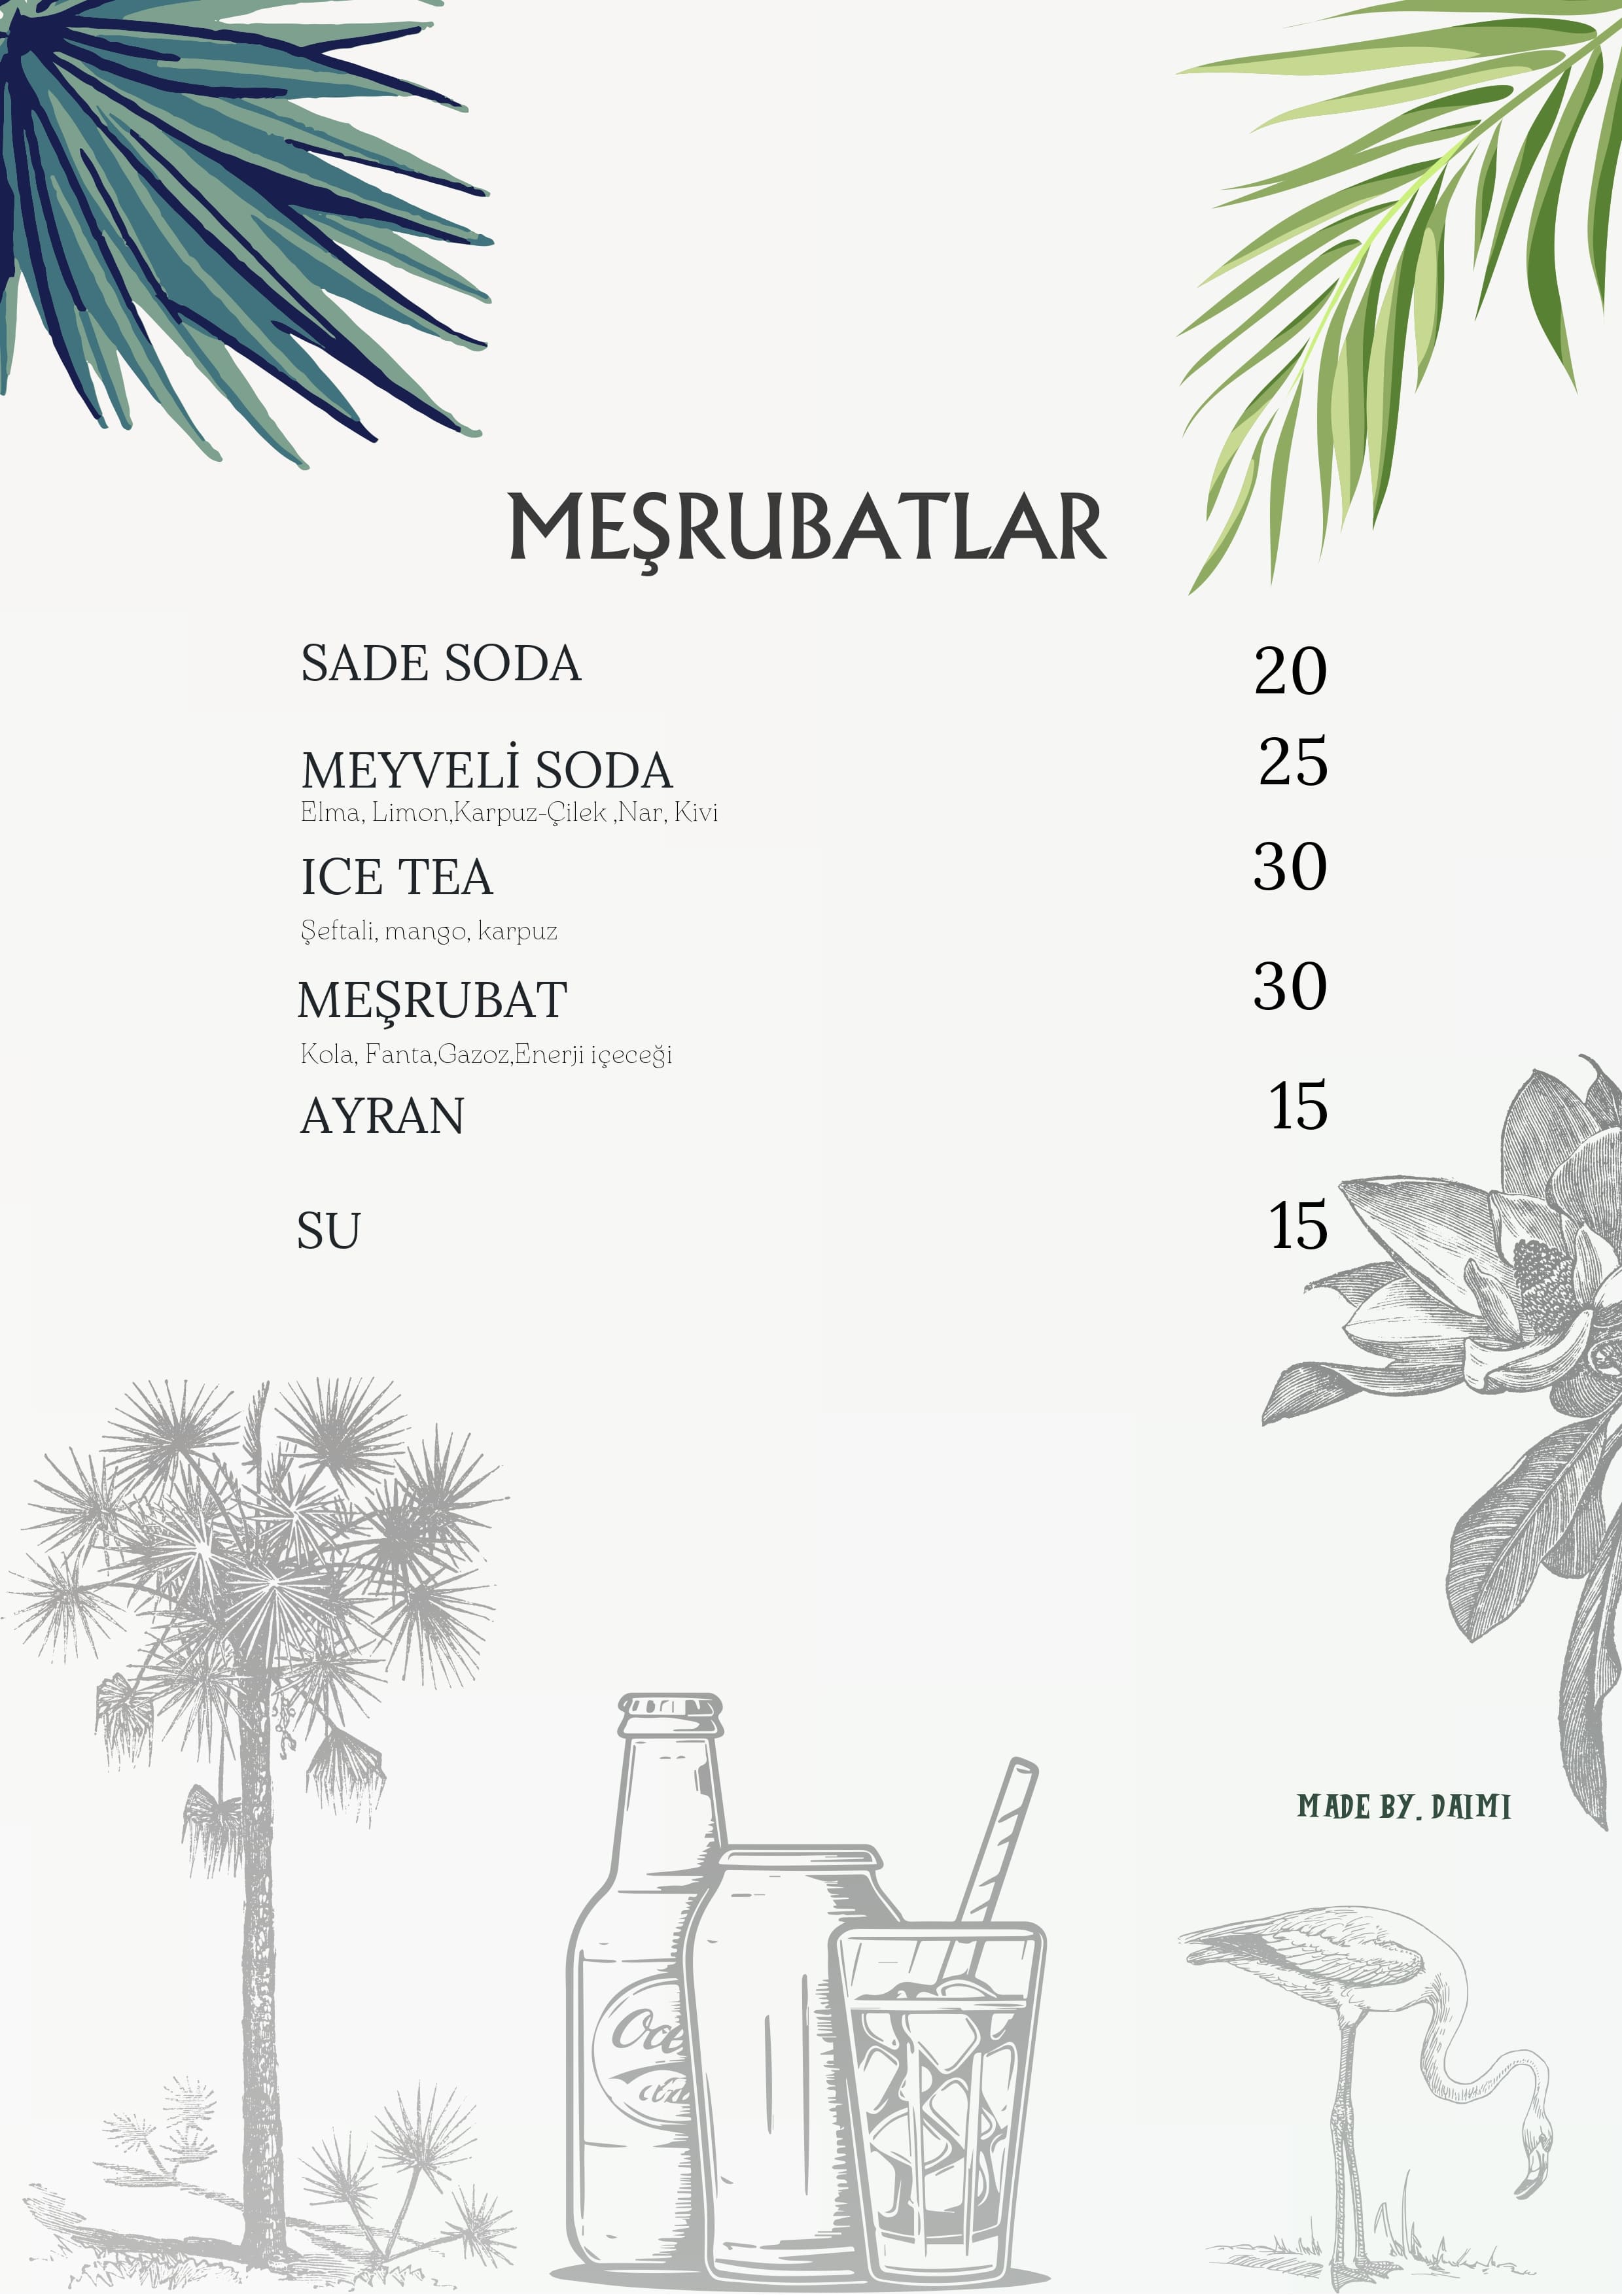 MEŞRUBATLAR
SADE SODA 20
MEYVELİ SODA 25
Elma, Limon,Karpuz-Çilek ,Nar, Kivi
ICE TEA 30
Şeftali, mango, karpuz
MEŞRUBAT 30
Kola, Fanta,Gazoz,Enerji içeceği
AYRAN 15
SU 15
MADE BY. DAIMI